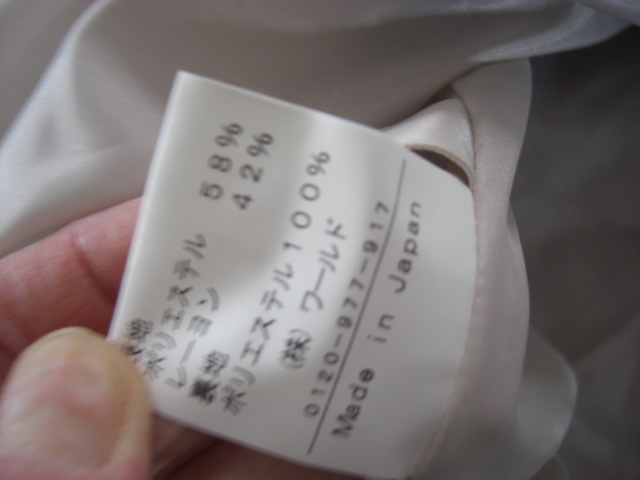 表地
ポリエステル 58%
レーヨン 42%
裏地
ポリエステル100%
(株) ワールド
0120-977-917
Made in Japan